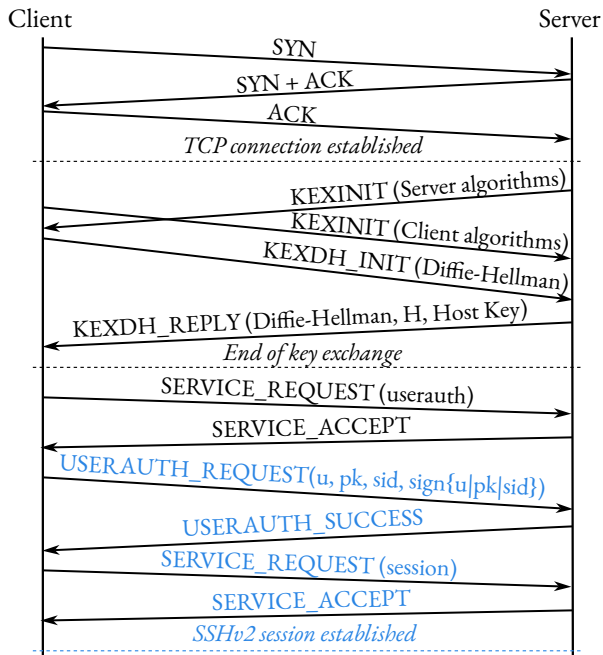 Client
Server
SYN
SYN + ACK
ACK
TCP connection established
KEXINIT (Server algorithms)
KEXINIT (Client algorithms)
KEXDH_INIT (Diffie-Hellman)
KEXDH_REPLY (Diffie-Hellman, H, Host Key)
End of key exchange
SERVICE_REQUEST (userauth)
SERVICE_ACCEPT
USERAUTH_REQUEST(u, pk, sid, sign{u|pk|sid})
USERAUTH_SUCCESS
SERVICE_REQUEST (session)
SERVICE_ACCEPT
SSHv2 session established